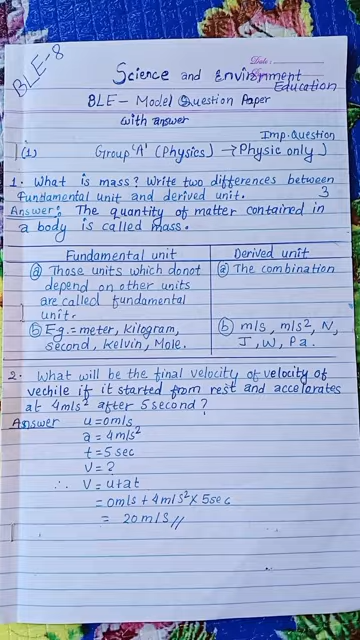 BLE-8
Date:
Science and Environment
Education
BLE - Model Question Paper
with answer
Imp. Question
(1) Group 'A' (Physics) → Physic only)
1. What is mass? Write two differences between
Fundamental unit and derived unit. 3
Answer: The quantity of matter contained in
a body is called mass.
Fundamental unit
ⓐ Those units which do not
depend on other units
are called fundamental
unit.
ⓑ Eg. = meter, Kilogram,
second, Kelvin, Mole.
Derived unit
ⓐ The combination
ⓑ m/s, m/s², N,
J, W, Pa.
2. What will be the final velocity of velocity of
vechile if it started from rest and accelarates
at 4m/s² after 5 second?
Answer u = 0m/s
a = 4m/s²
t = 5 sec
V = ?
∴ V = u+at
= 0m/s + 4m/s² × 5sec
= 20 m/s //